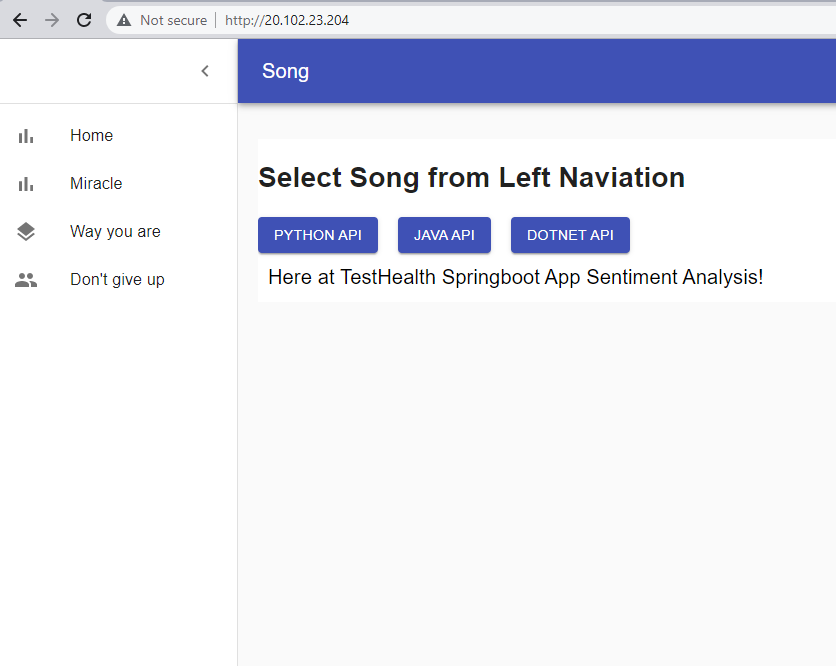 Not secure http://20.102.23.204
Song
Home
Miracle
Way you are
Don't give up
Select Song from Left Naviation
PYTHON API JAVA API DOTNET API
Here at TestHealth Springboot App Sentiment Analysis!